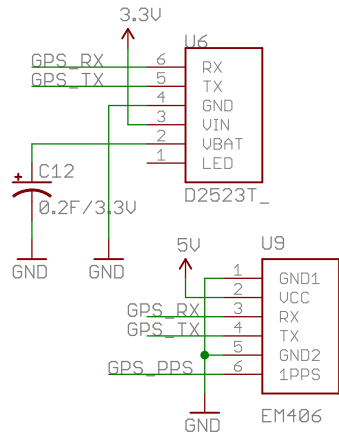 3.3V
U6
GPS_RX 6 RX
GPS_TX 5 TX
4 GND
3 VIN
2 VBAT
1 LED
C12
+
0.2F/3.3V
D2523T_
GND GND
5V
U9
1 GND1
2 VCC
GPS_RX 3 RX
GPS_TX 4 TX
5 GND2
GPS_PPS 6 1PPS
EM406
GND